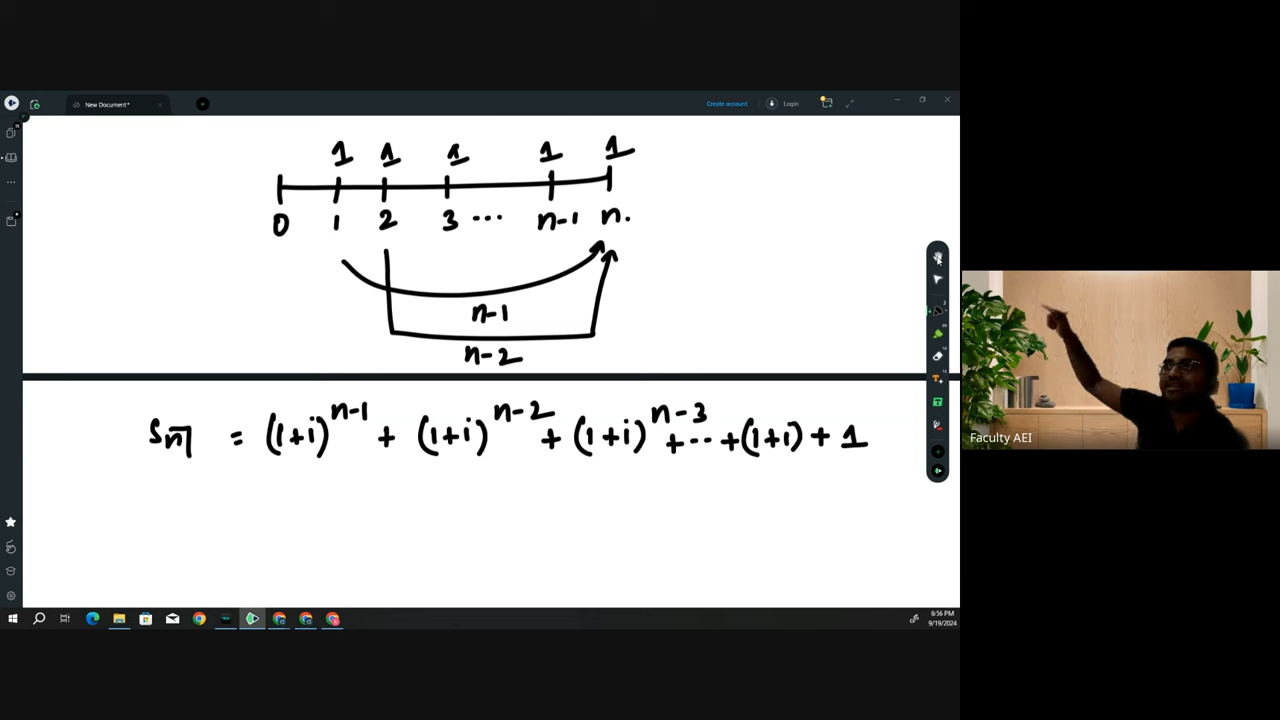 New Document*
Create account
Login
1 1 1 1 1
0 1 2 3 ... n-1 n.
n-1
n-2
Faculty AEI
s_n̅| = (1+i)^{n-1} + (1+i)^{n-2} + (1+i)^{n-3} + ... + (1+i) + 1
6:56 PM
9/19/2024